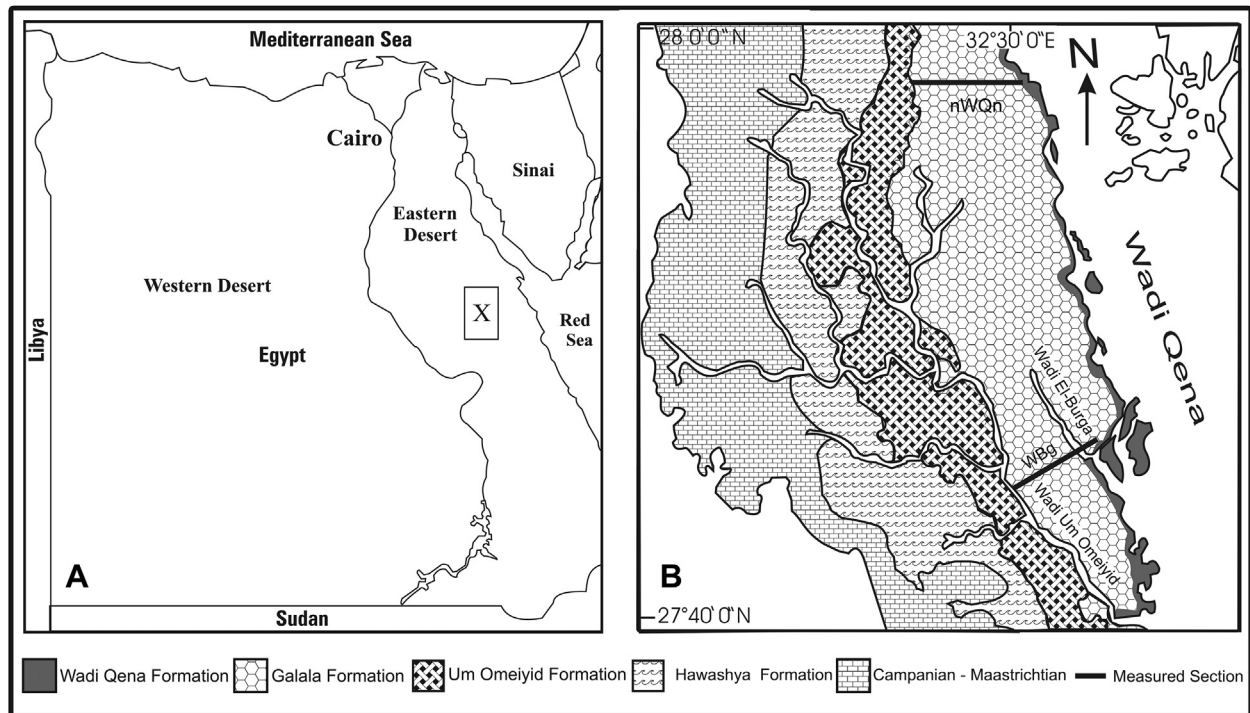 Mediterranean Sea
Cairo
Sinai
Eastern
Desert
Western Desert
X
Red
Sea
Libya
Egypt
A
Sudan
28 0'0" N
32°30'0"E
N
nWQn
Wadi Qena
Wadi El-Burga
WBg
Wadi Um Omeiyid
B
27°40'0"N
Wadi Qena Formation
Galala Formation
Um Omeiyid Formation
Hawashya Formation
Campanian - Maastrichtian
Measured Section